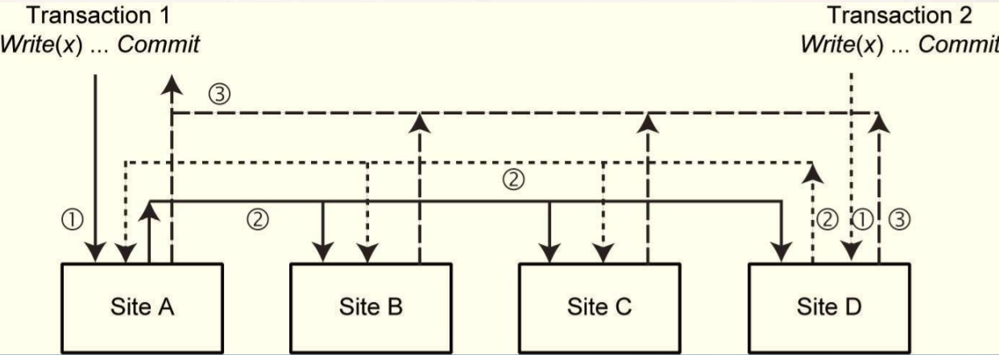 Transaction 1
Write(x) ... Commit
Transaction 2
Write(x) ... Commit
③
②
①
②
②
①
③
Site A
Site B
Site C
Site D